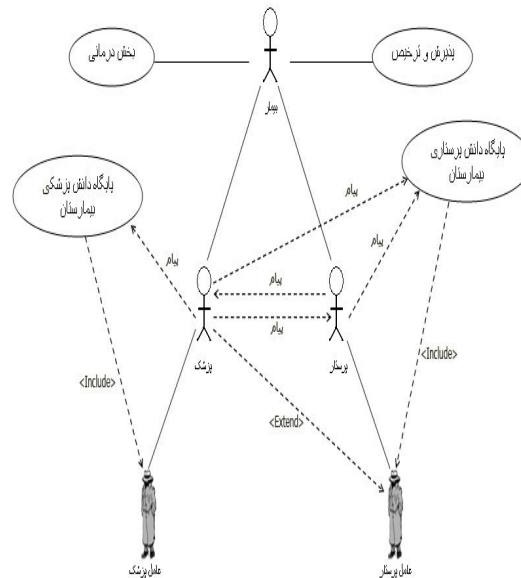 بخش درمانی
پذیرش و ترخیص
بیمار
پایگاه دانش پرستاری
بیمارستان
پایگاه دانش پزشکی
بیمارستان
پیام
پیام
پیام
پیام
پیام
پزشک
پرستار
<Include>
<Include>
<Extend>
عامل پزشک
عامل پرستار